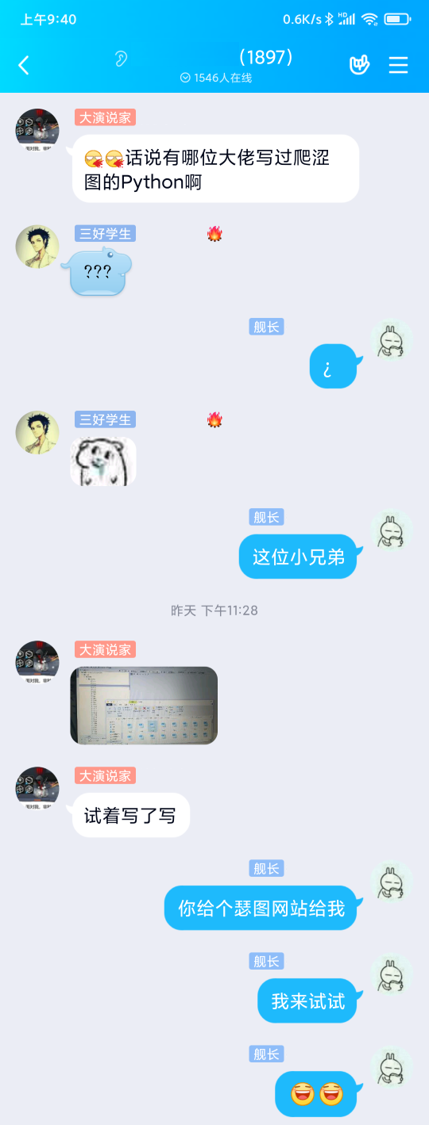 上午9:40
0.6K/s
HD
(1897)
1546人在线
大演说家
话说有哪位大佬写过爬涩
图的Python啊
三好学生
???
舰长
¿
三好学生
舰长
这位小兄弟
昨天 下午11:28
大演说家
大演说家
试着写了写
舰长
你给个瑟图网站给我
舰长
我来试试
舰长